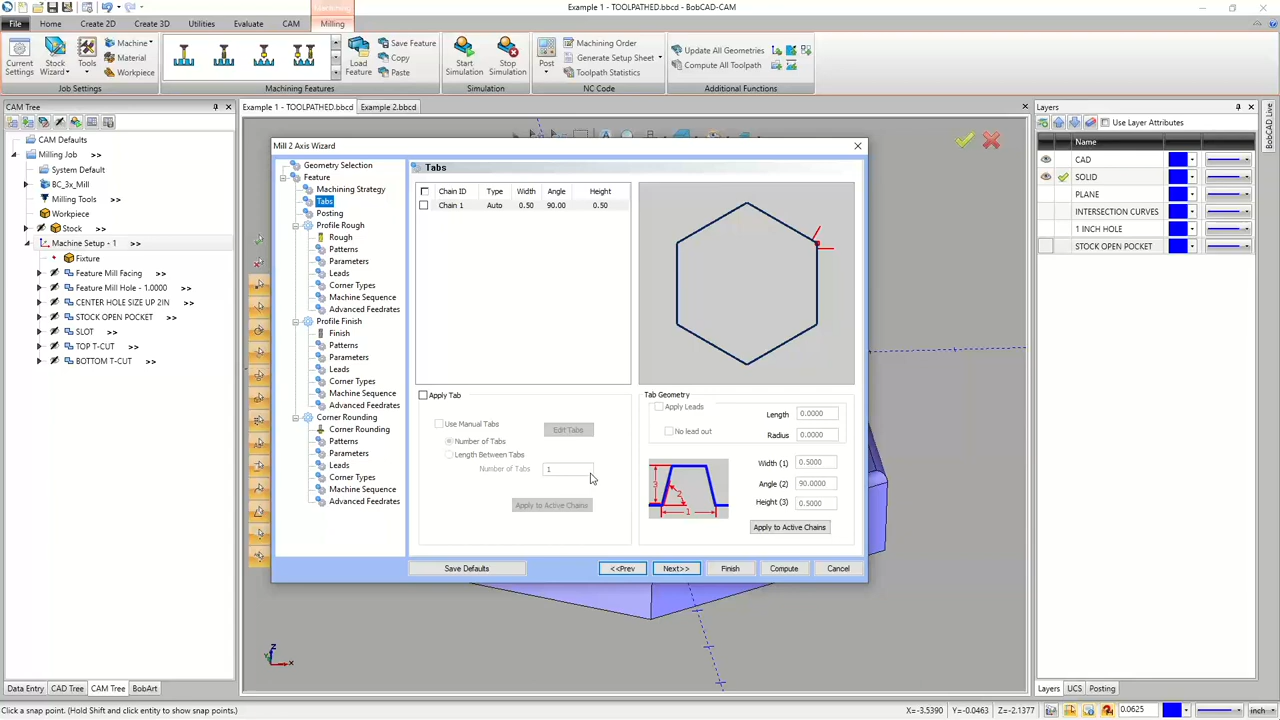 Example 1 - TOOLPATHED.bbcd - BobCAD-CAM
File Home Create 2D Create 3D Utilities Evaluate CAM Milling
Current Settings
Stock Wizard
Tools
Machine
Material
Workpiece
Job Settings
Machining Features
Load Feature
Save Feature
Copy
Paste
Start Simulation
Stop Simulation
Simulation
Post
Machining Order
Generate Setup Sheet
Toolpath Statistics
NC Code
Update All Geometries
Compute All Toolpath
Additional Functions
CAM Tree
Example 1 - TOOLPATHED.bbcd Example 2.bbcd
CAM Defaults
Milling Job >>
System Default
BC_3x_Mill
Milling Tools >>
Workpiece
Stock >>
Machine Setup - 1 >>
Fixture
Feature Mill Facing >>
Feature Mill Hole - 1.0000 >>
CENTER HOLE SIZE UP 2IN >>
STOCK OPEN POCKET >>
SLOT >>
TOP T-CUT >>
BOTTOM T-CUT >>
Mill 2 Axis Wizard
Geometry Selection
Feature
Machining Strategy
Tabs
Posting
Profile Rough
Rough
Patterns
Parameters
Leads
Corner Types
Machine Sequence
Advanced Feedrates
Profile Finish
Finish
Patterns
Parameters
Leads
Corner Types
Machine Sequence
Advanced Feedrates
Corner Rounding
Corner Rounding
Patterns
Parameters
Leads
Corner Types
Machine Sequence
Advanced Feedrates
Tabs
Chain ID Type Width Angle Height
Chain 1 Auto 0.50 90.00 0.50
Apply Tab
Use Manual Tabs Edit Tabs
Number of Tabs
Length Between Tabs
Number of Tabs 1
Apply to Active Chains
Tab Geometry
Apply Leads
No lead out
Length 0.0000
Radius 0.0000
Width (1) 0.5000
Angle (2) 90.0000
Height (3) 0.5000
3
2
1
Apply to Active Chains
Save Defaults <<Prev Next>> Finish Compute Cancel
Layers
Use Layer Attributes
Name
CAD
SOLID
PLANE
INTERSECTION CURVES
1 INCH HOLE
STOCK OPEN POCKET
BobCAD Live
Z
X
Data Entry CAD Tree CAM Tree BobArt
Layers UCS Posting
Click a snap point. (Hold Shift and click entity to show snap points.)
X=-3.5390 Y=-0.0463 Z=-2.1377
0.0625
inch